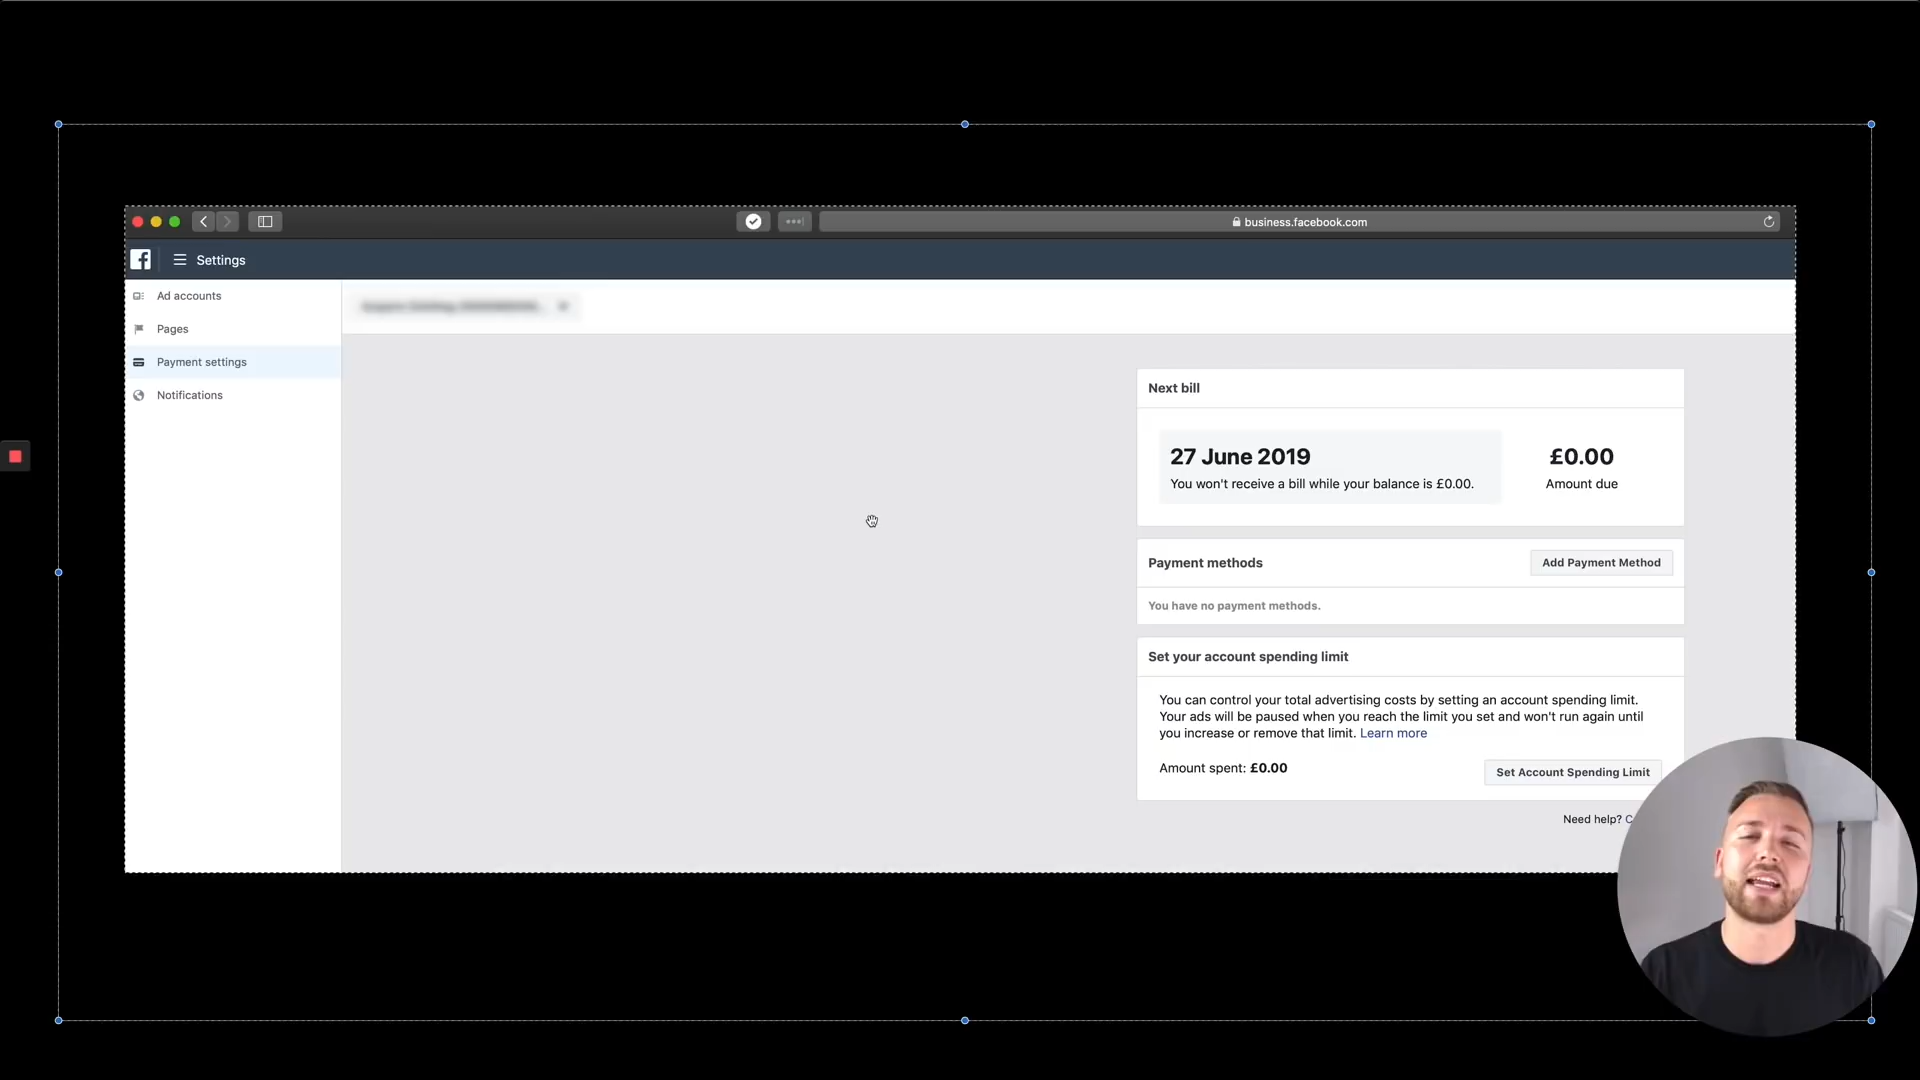 business.facebook.com
Settings
Ad accounts
Pages
Payment settings
Notifications
Next bill
27 June 2019
You won't receive a bill while your balance is £0.00.
£0.00
Amount due
Payment methods
Add Payment Method
You have no payment methods.
Set your account spending limit
You can control your total advertising costs by setting an account spending limit.
Your ads will be paused when you reach the limit you set and won't run again until
you increase or remove that limit. Learn more
Amount spent: £0.00
Set Account Spending Limit
Need help?